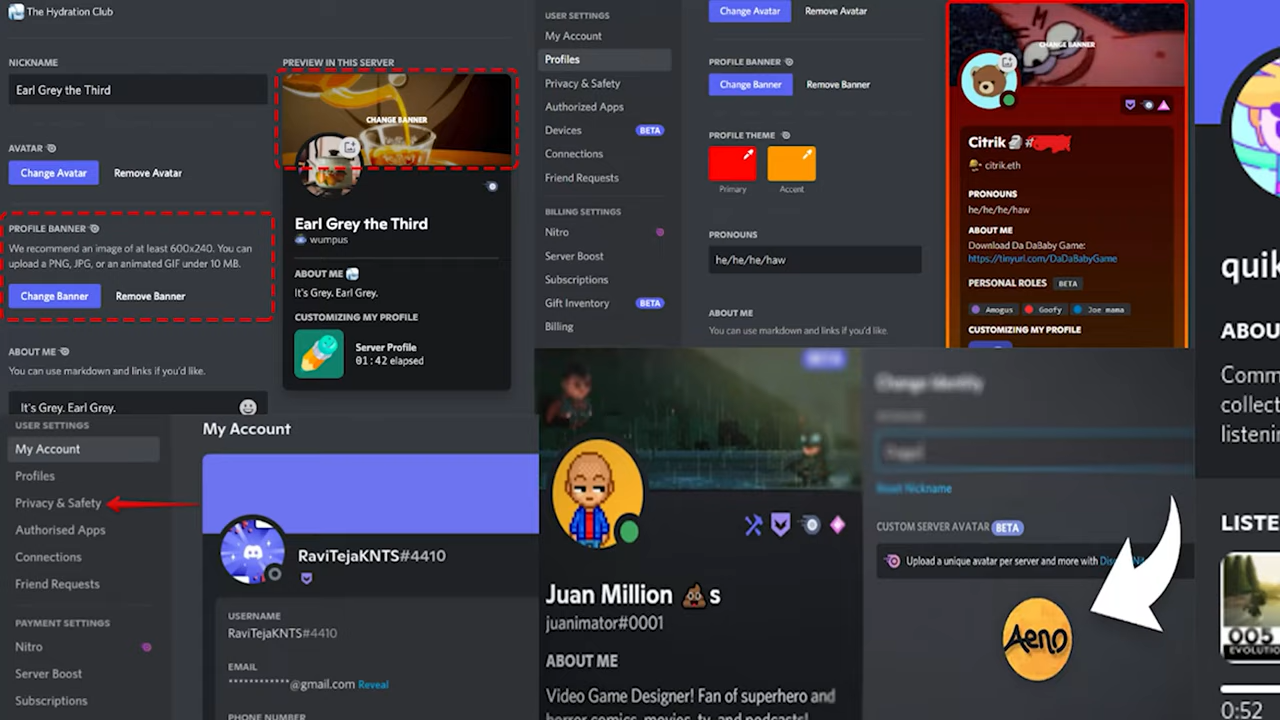 The Hydration Club
NICKNAME
Earl Grey the Third
AVATAR
Change Avatar
Remove Avatar
PROFILE BANNER
We recommend an image of at least 600x240. You can
upload a PNG, JPG, or an animated GIF under 10 MB.
Change Banner
Remove Banner
ABOUT ME
You can use markdown and links if you'd like.
It's Grey. Earl Grey.
PREVIEW IN THIS SERVER
CHANGE BANNER
Earl Grey the Third
wumpus
ABOUT ME
It's Grey. Earl Grey.
CUSTOMIZING MY PROFILE
Server Profile
01:42 elapsed
USER SETTINGS
My Account
Profiles
Privacy & Safety
Authorized Apps
Devices
BETA
Connections
Friend Requests
BILLING SETTINGS
Nitro
Server Boost
Subscriptions
Gift Inventory
BETA
Billing
Change Avatar
Remove Avatar
PROFILE BANNER
Change Banner
Remove Banner
PROFILE THEME
Primary
Accent
PRONOUNS
he/he/he/haw
ABOUT ME
You can use markdown and links if you'd like.
CHANGE BANNER
Citrik
#
citrik.eth
PRONOUNS
he/he/he/haw
ABOUT ME
Download Da DaBaby Game:
https://tinyurl.com/DaDaBabyGame
PERSONAL ROLES
BETA
Amogus
Goofy
Joe mama
CUSTOMIZING MY PROFILE
quik
ABOU
Comm
collect
listenin
LISTE
005
EVOLUTION
0:52
USER SETTINGS
My Account
Profiles
Privacy & Safety
Authorised Apps
Connections
Friend Requests
PAYMENT SETTINGS
Nitro
Server Boost
Subscriptions
My Account
RaviTejaKNTS#4410
USERNAME
RaviTejaKNTS#4410
EMAIL
************@gmail.com Reveal
PHONE NUMBER
BETA
Juan Million 💩s
juanimator#0001
ABOUT ME
Video Game Designer! Fan of superhero and
horror comics, movies, tv, and podcasts!
Change Identity
Reset Nickname
CUSTOM SERVER AVATAR
BETA
Upload a unique avatar per server and more with
Aeno